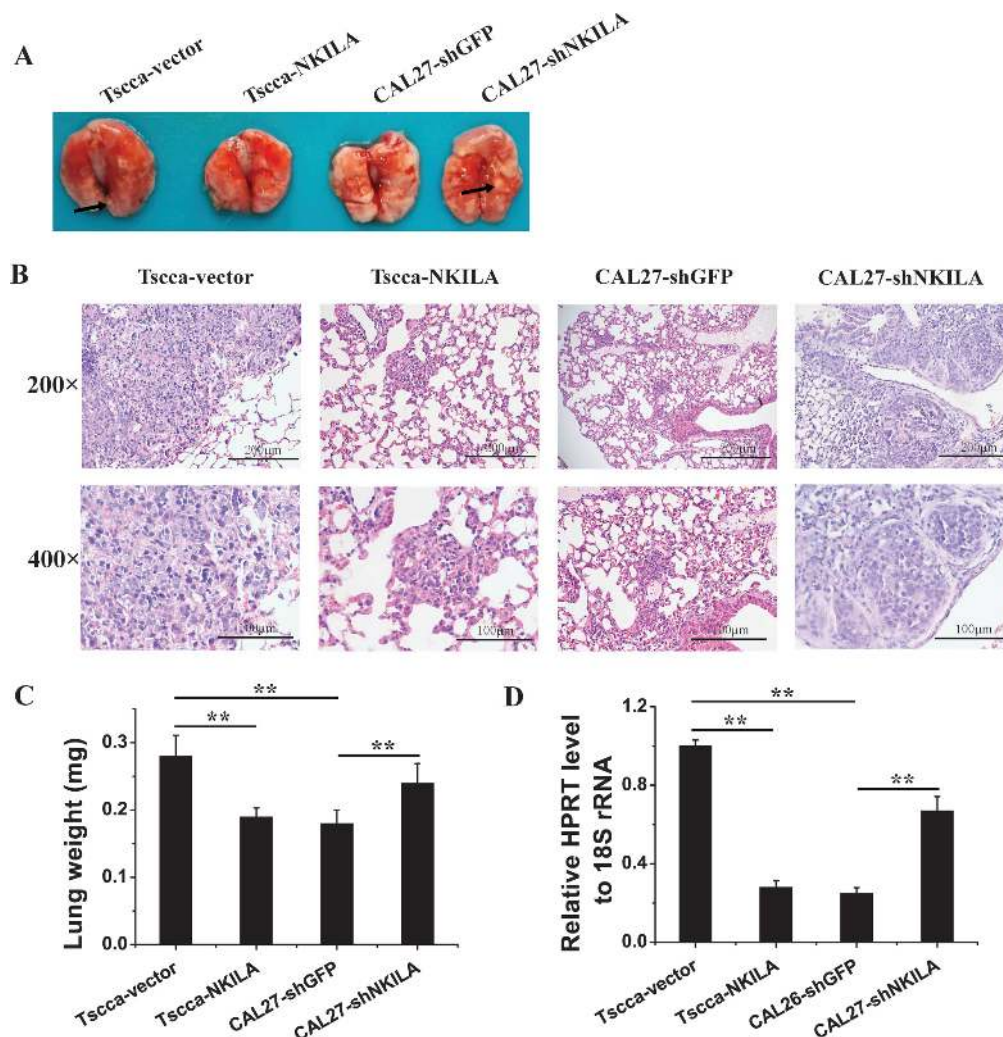 A
Tscca-vector
Tscca-NKILA
CAL27-shGFP
CAL27-shNKILA
B
Tscca-vector Tscca-NKILA CAL27-shGFP CAL27-shNKILA
200×
200μm 200μm
400×
100μm 100μm
C
Lung weight (mg)
0.3
0.2
0.1
0.0
** ** **
Tscca-vector
Tscca-NKILA
CAL27-shGFP
CAL27-shNKILA
D
Relative HPRT level
to 18S rRNA
1.2
0.8
0.4
0.0
** ** **
Tscca-vector
Tscca-NKILA
CAL26-shGFP
CAL27-shNKILA